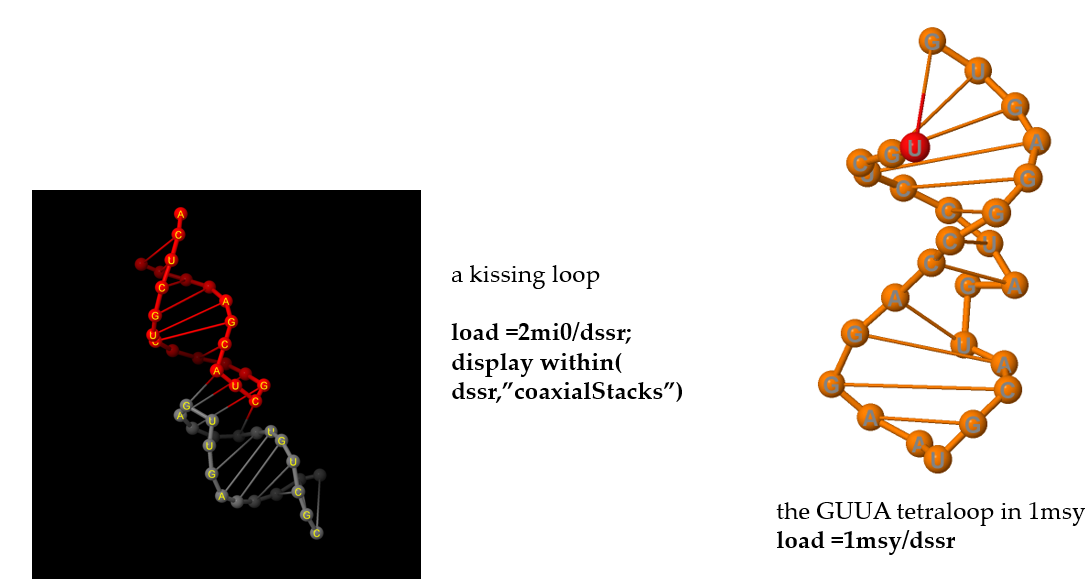 a kissing loop
load =2mi0/dssr;
display within(
dssr,”coaxialStacks”)
the GUUA tetraloop in 1msy
load =1msy/dssr
A
C
U
C
G
U
A
G
C
A
U
G
C
G
A
U
U
G
A
U
G
U
C
G
C
G
U
G
A
G
G
U
A
G
U
A
C
G
U
A
A
G
G
A
C
C
C
C
U
G